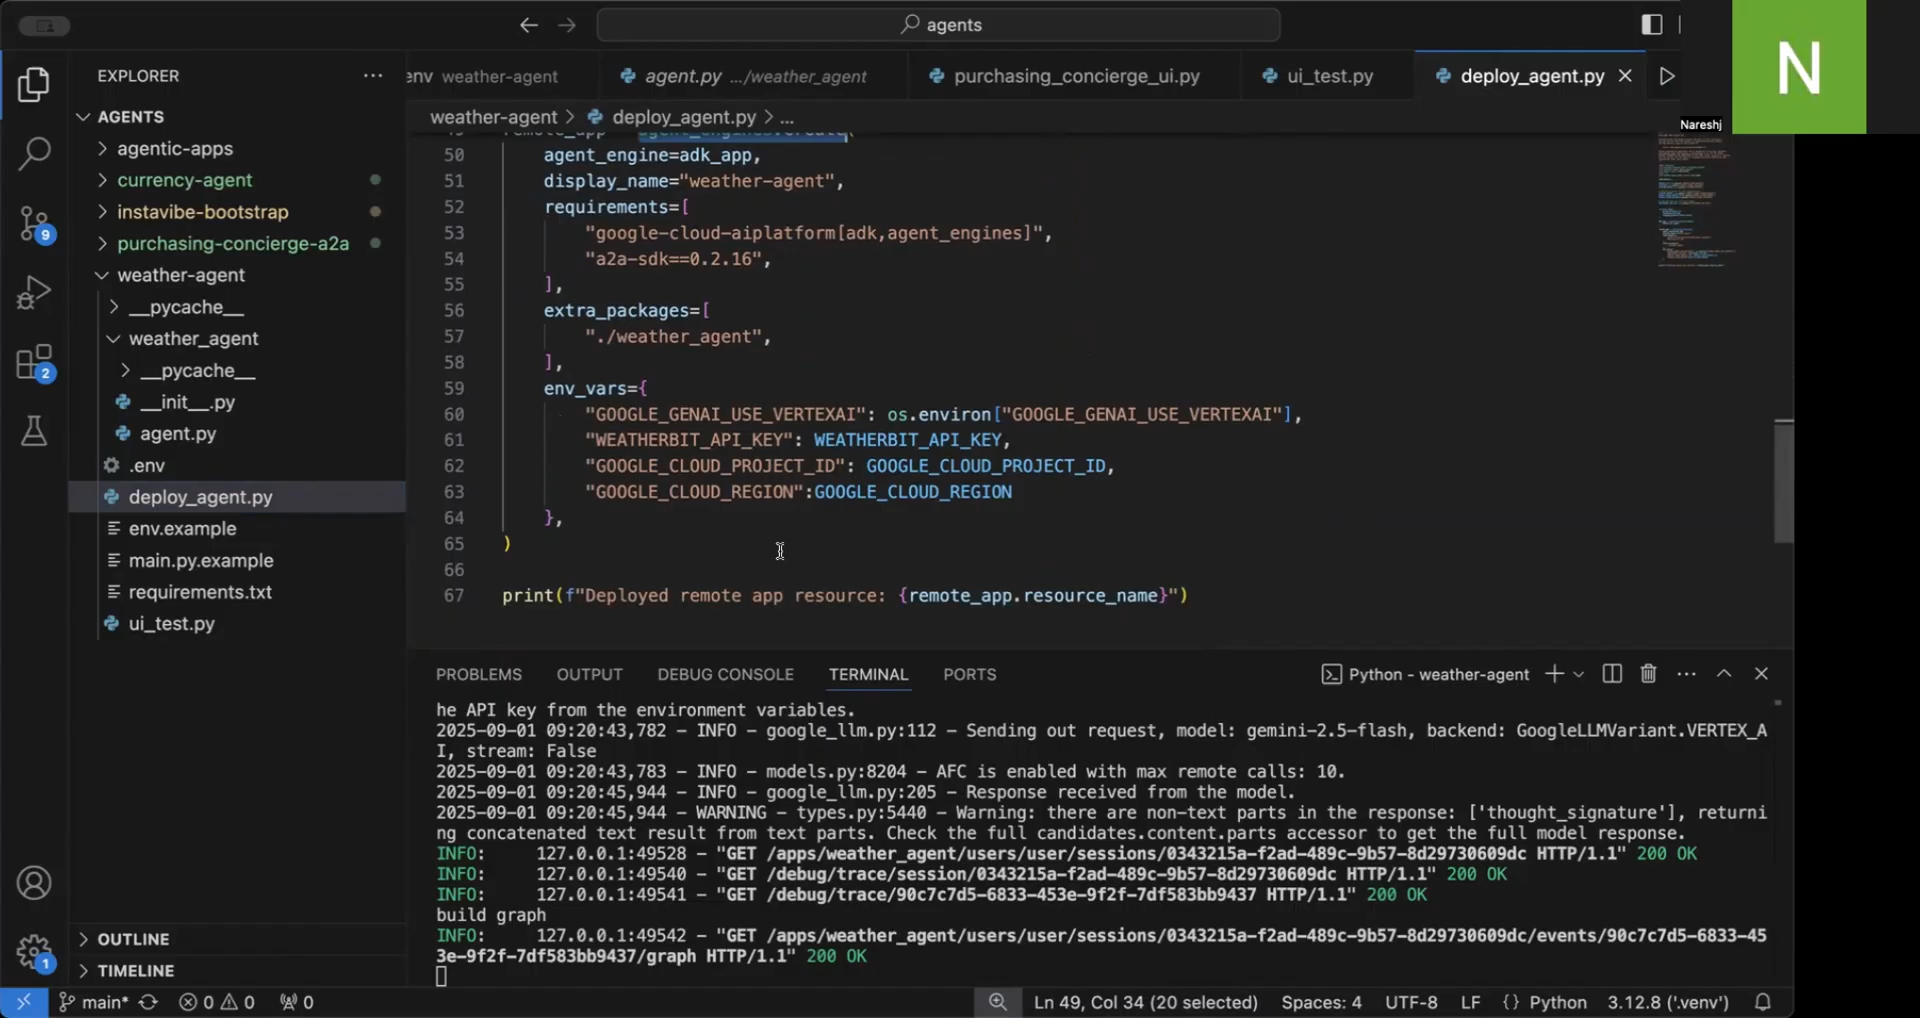 agents
N
Nareshj
EXPLORER
AGENTS
agentic-apps
currency-agent
instavibe-bootstrap
purchasing-concierge-a2a
weather-agent
__pycache__
weather_agent
__pycache__
__init__.py
agent.py
.env
deploy_agent.py
env.example
main.py.example
requirements.txt
ui_test.py
OUTLINE
TIMELINE
9
2
1
env weather-agent
agent.py .../weather_agent
purchasing_concierge_ui.py
ui_test.py
deploy_agent.py
weather-agent > deploy_agent.py > ...
49 remote_app = agent_engines.create(
50 agent_engine=adk_app,
51 display_name="weather-agent",
52 requirements=[
53 "google-cloud-aiplatform[adk,agent_engines]",
54 "a2a-sdk==0.2.16",
55 ],
56 extra_packages=[
57 "./weather_agent",
58 ],
59 env_vars={
60 "GOOGLE_GENAI_USE_VERTEXAI": os.environ["GOOGLE_GENAI_USE_VERTEXAI"],
61 "WEATHERBIT_API_KEY": WEATHERBIT_API_KEY,
62 "GOOGLE_CLOUD_PROJECT_ID": GOOGLE_CLOUD_PROJECT_ID,
63 "GOOGLE_CLOUD_REGION":GOOGLE_CLOUD_REGION
64 },
65 )
66
67 print(f"Deployed remote app resource: {remote_app.resource_name}")
PROBLEMS OUTPUT DEBUG CONSOLE TERMINAL PORTS
Python - weather-agent
he API key from the environment variables.
2025-09-01 09:20:43,782 – INFO – google_llm.py:112 – Sending out request, model: gemini-2.5-flash, backend: GoogleLLMVariant.VERTEX_A
I, stream: False
2025-09-01 09:20:43,783 – INFO – models.py:8204 – AFC is enabled with max remote calls: 10.
2025-09-01 09:20:45,944 – INFO – google_llm.py:205 – Response received from the model.
2025-09-01 09:20:45,944 – WARNING – types.py:5440 – Warning: there are non-text parts in the response: ['thought_signature'], returni
ng concatenated text result from text parts. Check the full candidates.content.parts accessor to get the full model response.
INFO: 127.0.0.1:49528 – "GET /apps/weather_agent/users/user/sessions/0343215a-f2ad-489c-9b57-8d29730609dc HTTP/1.1" 200 OK
INFO: 127.0.0.1:49540 – "GET /debug/trace/session/0343215a-f2ad-489c-9b57-8d29730609dc HTTP/1.1" 200 OK
INFO: 127.0.0.1:49541 – "GET /debug/trace/90c7c7d5-6833-453e-9f2f-7df583bb9437 HTTP/1.1" 200 OK
build graph
INFO: 127.0.0.1:49542 – "GET /apps/weather_agent/users/user/sessions/0343215a-f2ad-489c-9b57-8d29730609dc/events/90c7c7d5-6833-45
3e-9f2f-7df583bb9437/graph HTTP/1.1" 200 OK
main* 0 0 0 Ln 49, Col 34 (20 selected) Spaces: 4 UTF-8 LF {} Python 3.12.8 ('.venv')